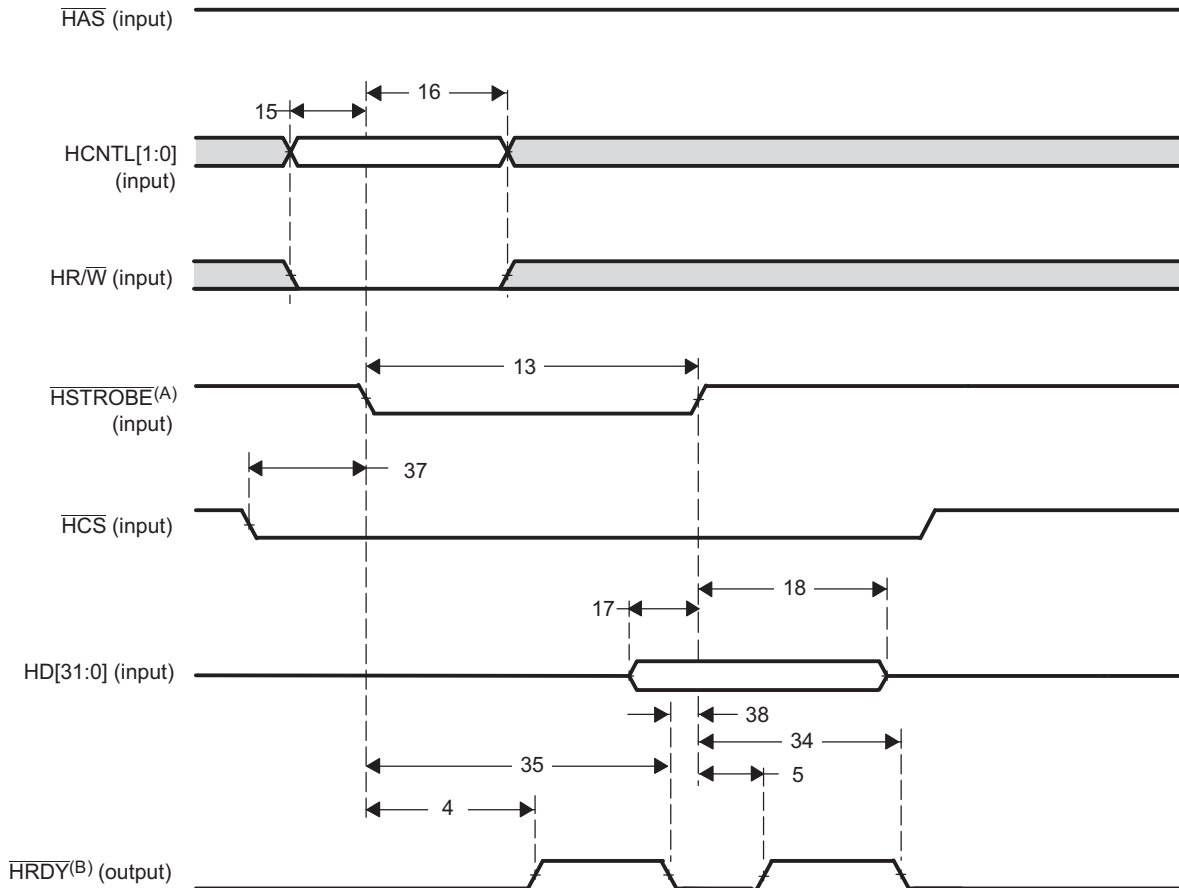 HAS (input)
16
15
HCNTL[1:0]
(input)
HR/W (input)
13
HSTROBE(A)
(input)
37
HCS (input)
18
17
HD[31:0] (input)
38
34
35
5
4
HRDY(B) (output)